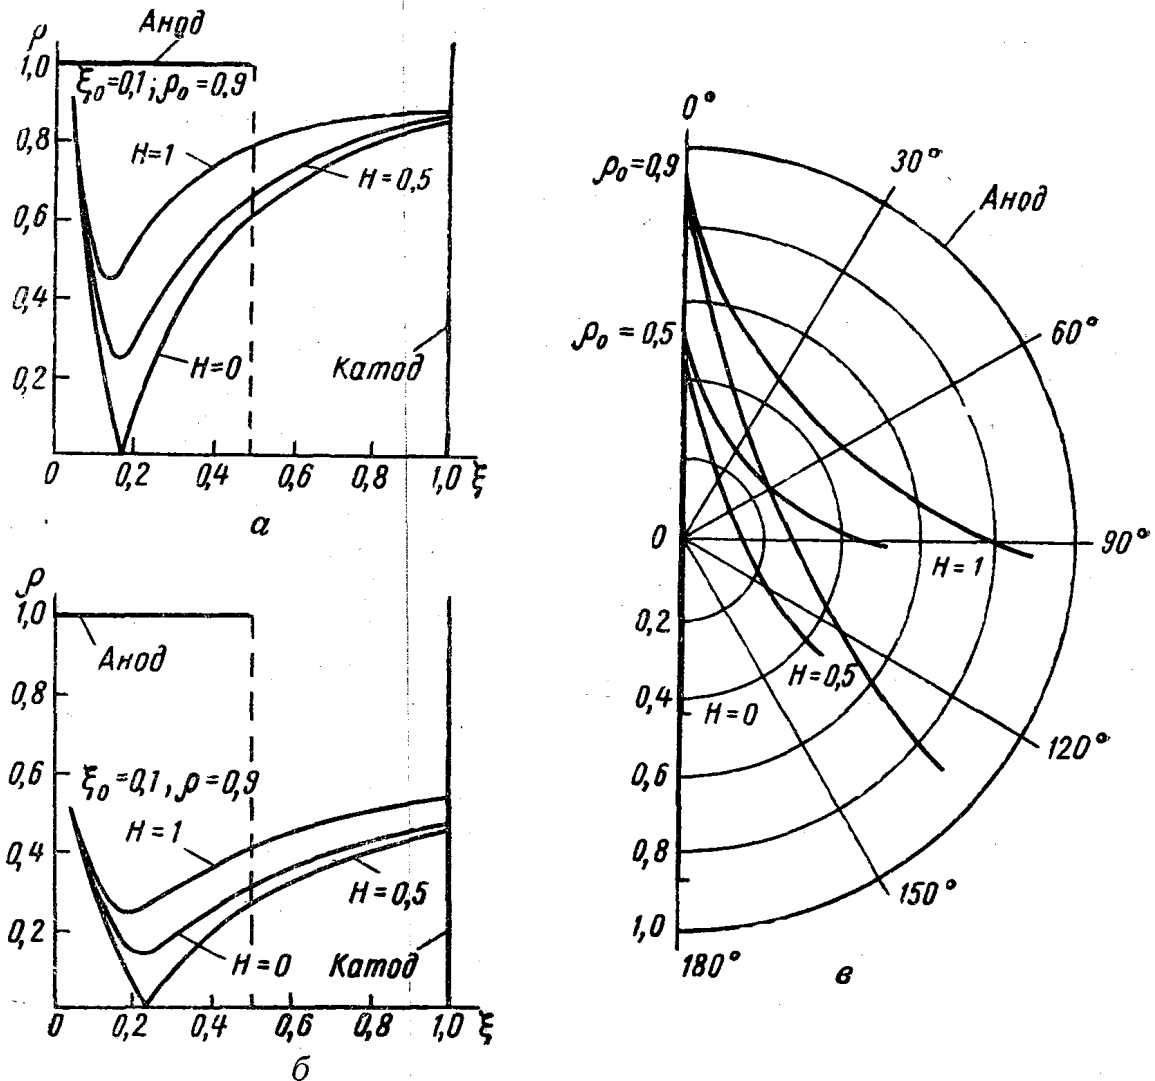 Анод
ρ
1,0
ξ₀=0,1; ρ₀=0,9
0,8
H=1
H=0,5
0,6
0,4
H=0
Катод
0,2
0 0,2 0,4 0,6 0,8 1,0 ξ
а
ρ
1,0
Анод
0,8
0,6
ξ₀=0,1, ρ=0,9
H=1
0,4
H=0,5
0,2
H=0
Катод
0 0,2 0,4 0,6 0,8 1,0 ξ
б
0°
ρ₀=0,9
30°
Анод
ρ₀=0,5
60°
0
90°
H=1
0,2
H=0,5
0,4
H=0
120°
0,6
0,8
150°
1,0
180°
в